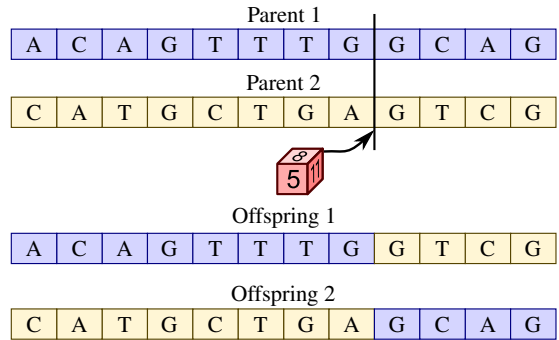 Parent 1
A C A G T T T G G C A G
Parent 2
C A T G C T G A G T C G
8
5 11
Offspring 1
A C A G T T T G G T C G
Offspring 2
C A T G C T G A G C A G